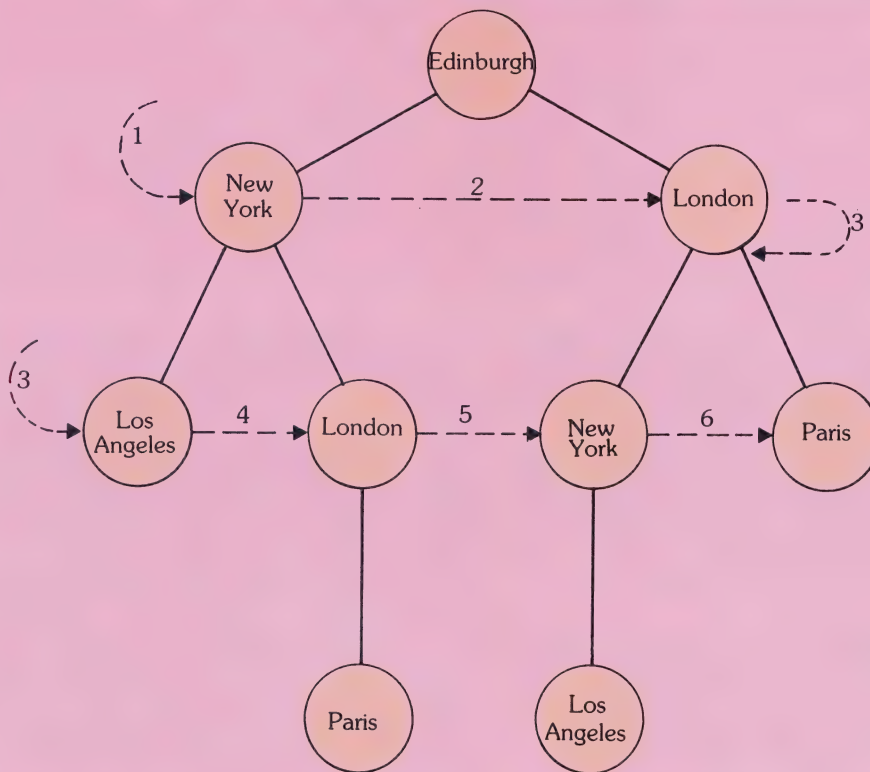 Edinburgh
1
New
York
2
London
3
3
Los
Angeles
4
London
5
New
York
6
Paris
Paris
Los
Angeles